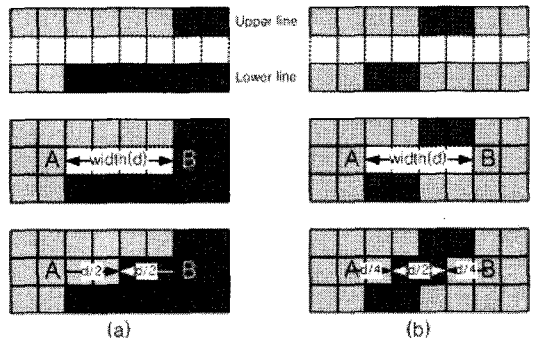 Upper line
Lower line
A width(d) B
A width(d) B
A d/2 d/2 B
A d/4 d/2 d/4 B
(a)
(b)